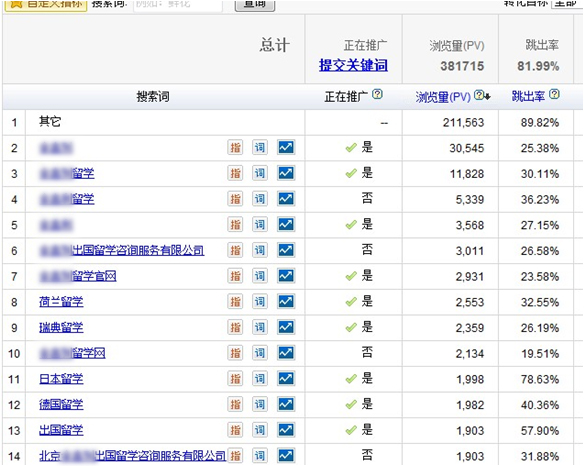 自定义指标 搜索词: 例如: 鲜花 查询 转化目标 全部
总计 正在推广 提交关键词 浏览量(PV) 381715 跳出率 81.99%
搜索词 正在推广 浏览量(PV) 跳出率
1 其它 -- 211,563 89.82%
2 指 词 是 30,545 25.38%
3 留学 指 词 是 11,828 30.11%
4 留学 指 词 否 5,339 36.23%
5 指 词 是 3,568 27.15%
6 出国留学咨询服务有限公司 指 词 否 3,011 26.58%
7 留学官网 指 词 是 2,931 23.58%
8 荷兰留学 指 词 是 2,553 32.55%
9 瑞典留学 指 词 是 2,359 26.19%
10 留学网 指 词 否 2,134 19.51%
11 日本留学 指 词 是 1,998 78.63%
12 德国留学 指 词 是 1,982 40.36%
13 出国留学 指 词 是 1,903 57.90%
14 北京 出国留学咨询服务有限公司 指 词 否 1,903 31.88%